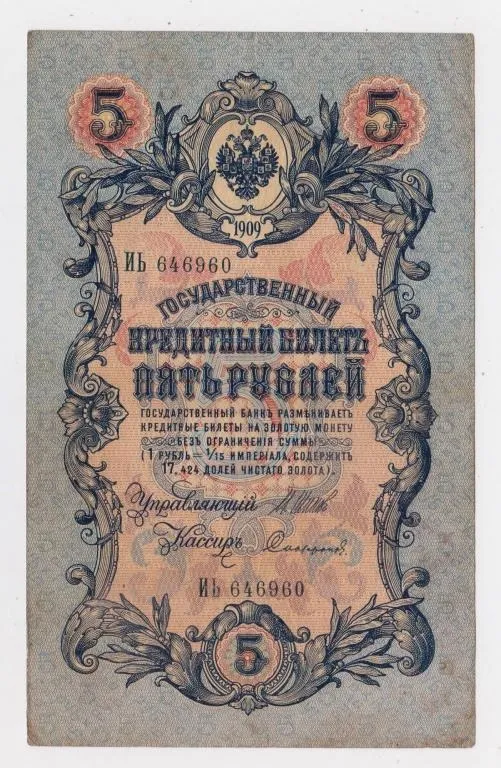 5 5
1909
ИЬ 646960
ГОСУДАРСТВЕННЫЙ
КРЕДИТНЫЙ БИЛЕТЪ
ПЯТЬ РУБЛЕЙ
ГОСУДАРСТВЕННЫЙ БАНКЪ РАЗМѢНИВАЕТЪ
КРЕДИТНЫЕ БИЛЕТЫ НА ЗОЛОТУЮ МОНЕТУ
БЕЗЪ ОГРАНИЧЕНІЯ СУММЫ
(1 РУБЛЬ = 1/15 ИМПЕРІАЛА, СОДЕРЖИТЪ
17,424 ДОЛЕЙ ЧИСТАГО ЗОЛОТА).
Управляющій
Кассиръ
ИЬ 646960
5